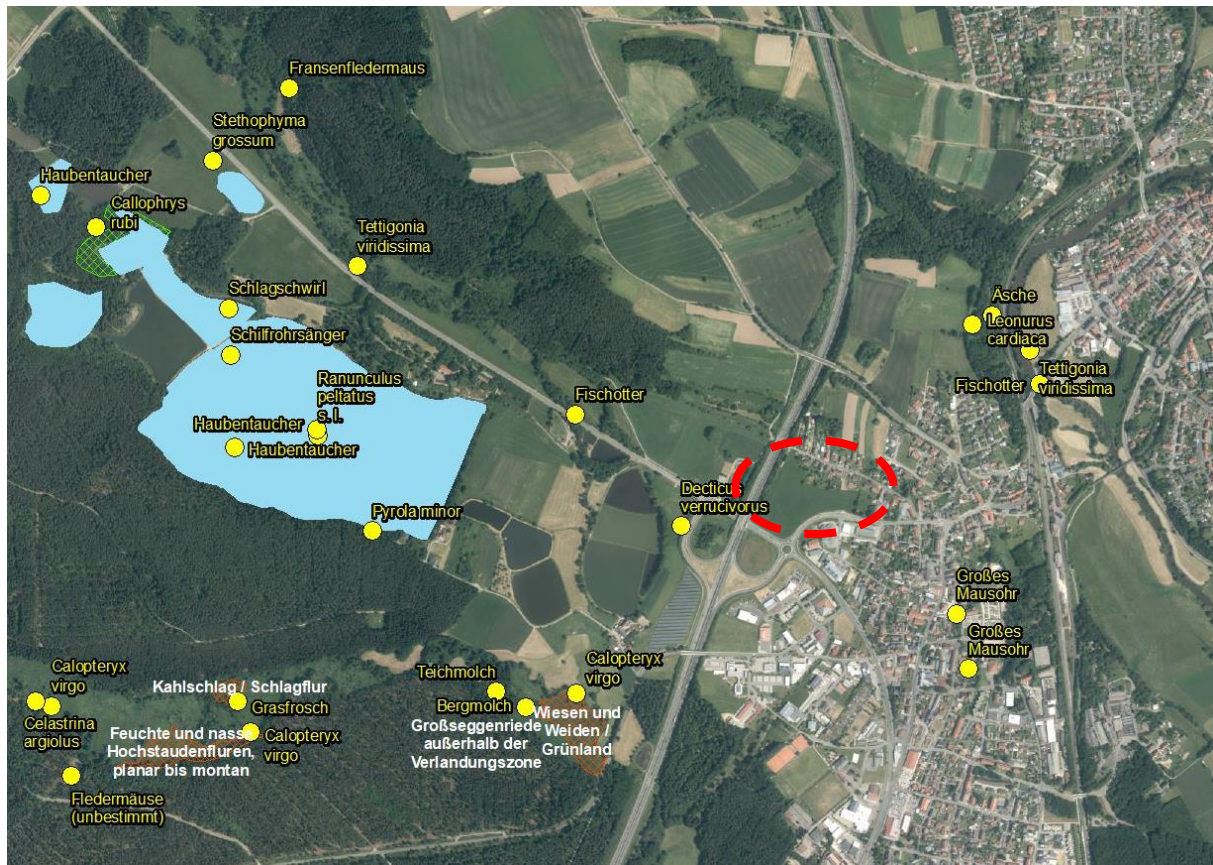 Fransenfledermaus
Stethophyma
grossum
Haubentaucher
Callophrys
rubi
Tettigonia
viridissima
Schlagschwirl
Äsche
Leonurus
cardiaca
Schilfrohrsänger
Ranunculus
peltatus
s. l.
Tettigonia
viridissima
Fischotter
Fischotter
Haubentaucher
Haubentaucher
Decticus
verrucivorus
Pyrola minor
Großes
Mausohr
Großes
Mausohr
Calopteryx
virgo
Teichmolch
Calopteryx
virgo
Kahlschlag / Schlagflur
Grasfrosch
Bergmolch
Celastrina
argiolus
Großseggenriede
außerhalb der
Verlandungszone
Wiesen und
Weiden /
Grünland
Feuchte und nasse
Hochstaudenfluren,
planar bis montan
Calopteryx
virgo
Fledermäuse
(unbestimmt)